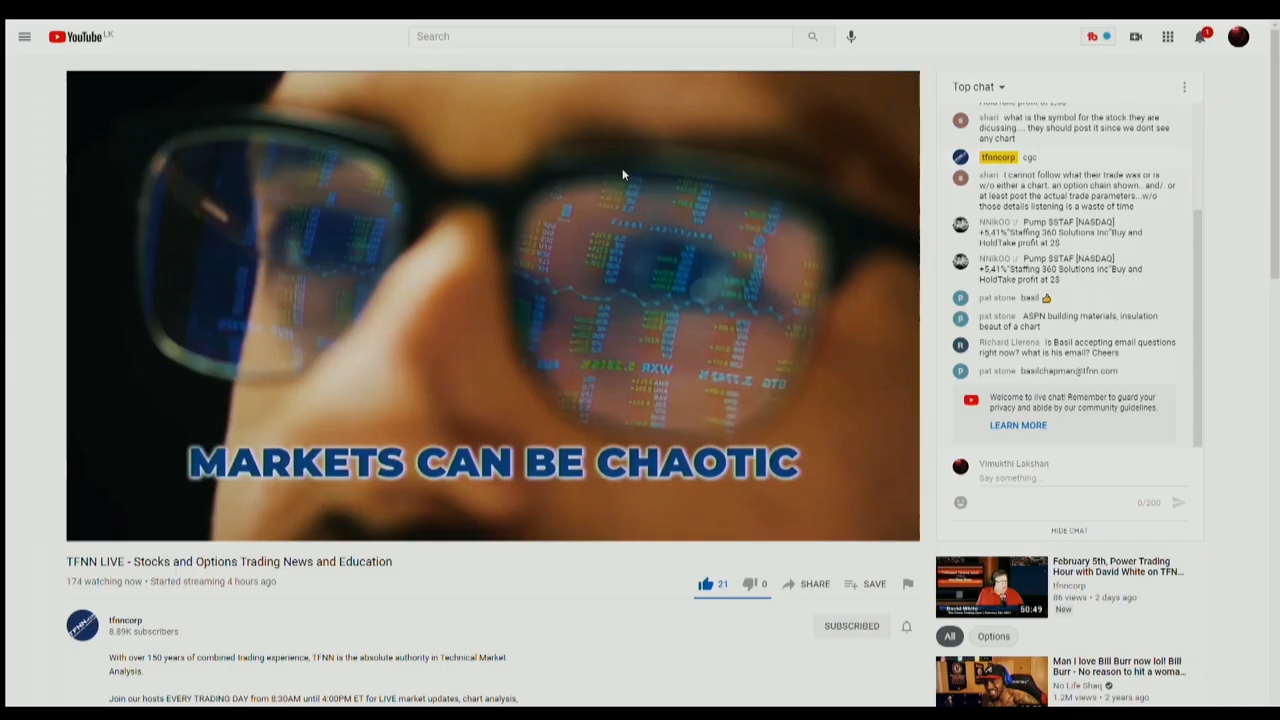 YouTube LK
Search
1
Top chat
shari what is the symbol for the stock they are
dicussing.... they should post it since we dont see
any chart
tfnncorp cgc
shari I cannot follow what their trade was or is
w/o either a chart. an option chain shown.. and/. or
at least post the actual trade parameters...w/o
those details listening is a waste of time
NNikOO :/ Pump $STAF [NASDAQ]
+5,41%"Staffing 360 Solutions Inc"Buy and
HoldTake profit at 2$
NNikOO :/ Pump $STAF [NASDAQ]
+5,41%"Staffing 360 Solutions Inc"Buy and
HoldTake profit at 2$
pat stone basil
pat stone ASPN building materials, insulation
beaut of a chart
Richard Llerena is Basil accepting email questions
right now? what is his email? Cheers
pat stone basilchapman@tfnn.com
Welcome to live chat! Remember to guard your
privacy and abide by our community guidelines.
LEARN MORE
Vimukthi Lakshan
Say something...
0/200
HIDE CHAT
MARKETS CAN BE CHAOTIC
TFNN LIVE - Stocks and Options Trading News and Education
174 watching now • Started streaming 4 hours ago
21 0 SHARE SAVE
tfnncorp
8.89K subscribers
SUBSCRIBED
With over 150 years of combined trading experience, TFNN is the absolute authority in Technical Market
Analysis.
Join our hosts EVERY TRADING DAY from 8:30AM until 4:00PM ET for LIVE market updates, chart analysis,
February 5th, Power Trading
Hour with David White on TFN...
tfnncorp
86 views • 2 days ago
New
David White
50:49
All Options
Man I love Bill Burr now lol! Bill
Burr - No reason to hit a woma...
No Life Shaq
1.2M views • 2 years ago